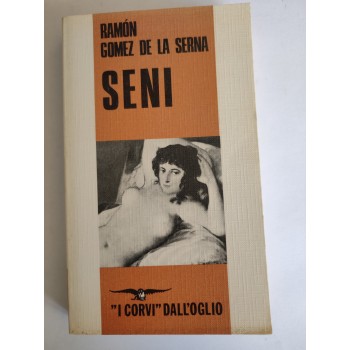 RAMÓN
GOMEZ DE LA SERNA
SENI
"I CORVI" DALL'OGLIO